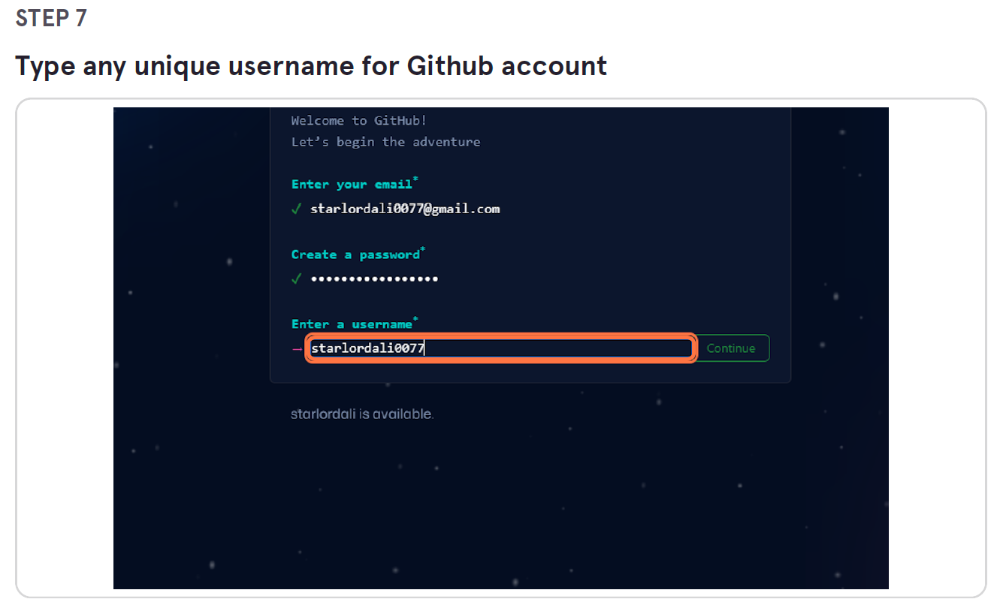 STEP 7
Type any unique username for Github account
Welcome to GitHub!
Let’s begin the adventure
Enter your email*
✓ starlordali0077@gmail.com
Create a password*
✓ •••••••••••••••••
Enter a username*
→ starlordali0077
Continue
starlordali is available.